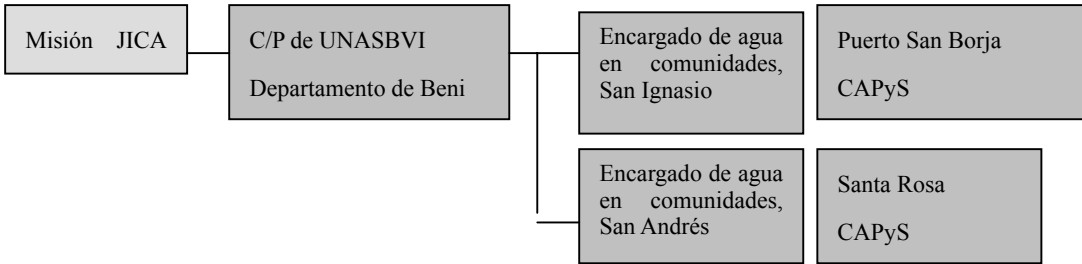 Misión JICA
C/P de UNASBVI
Departamento de Beni
Encargado de agua
en comunidades,
San Ignasio
Puerto San Borja
CAPyS
Encargado de agua
en comunidades,
San Andrés
Santa Rosa
CAPyS